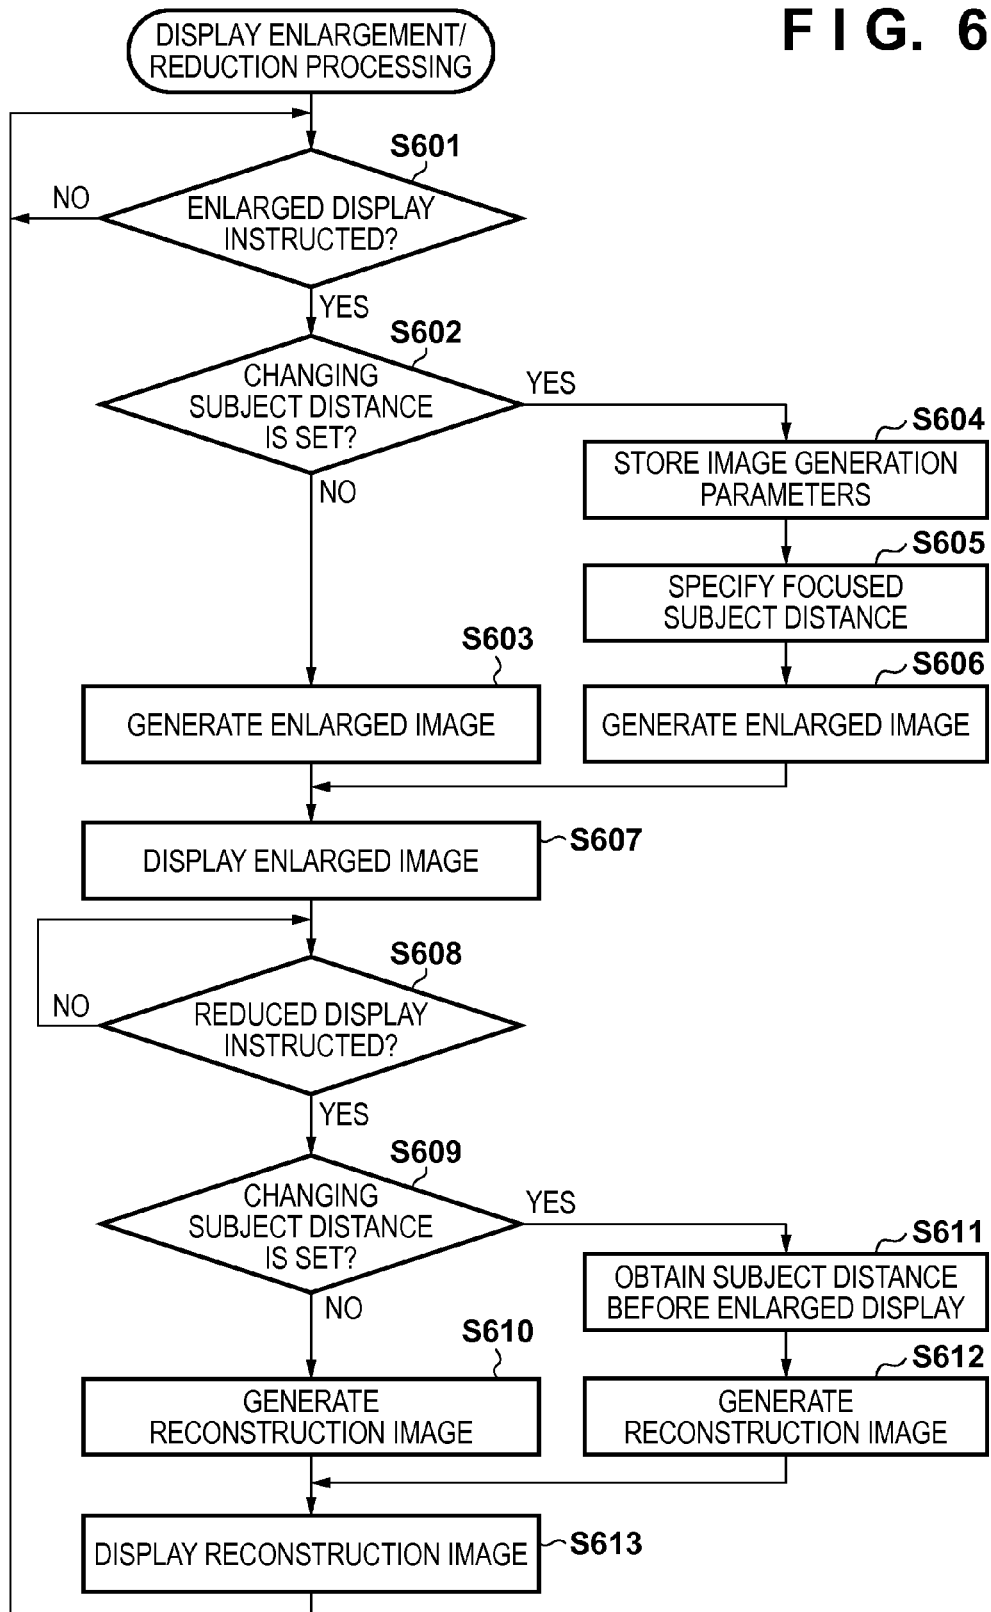 FIG. 6
DISPLAY ENLARGEMENT/
REDUCTION PROCESSING
S601
NO
ENLARGED DISPLAY
INSTRUCTED?
YES
S602
CHANGING
SUBJECT DISTANCE
IS SET?
YES
NO
S604
STORE IMAGE GENERATION
PARAMETERS
S605
SPECIFY FOCUSED
SUBJECT DISTANCE
S603
GENERATE ENLARGED IMAGE
S606
GENERATE ENLARGED IMAGE
S607
DISPLAY ENLARGED IMAGE
S608
NO
REDUCED DISPLAY
INSTRUCTED?
YES
S609
CHANGING
SUBJECT DISTANCE
IS SET?
YES
NO
S611
OBTAIN SUBJECT DISTANCE
BEFORE ENLARGED DISPLAY
S610
GENERATE
RECONSTRUCTION IMAGE
S612
GENERATE
RECONSTRUCTION IMAGE
S613
DISPLAY RECONSTRUCTION IMAGE